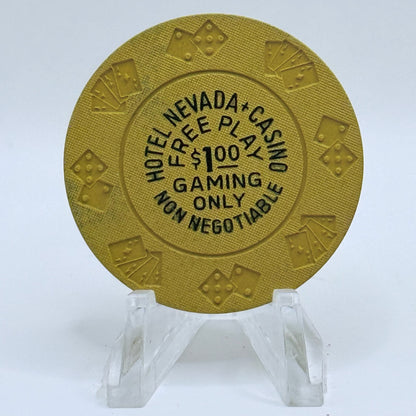 HOTEL NEVADA + CASINO
FREE PLAY
$1.00
GAMING
ONLY
NON NEGOTIABLE